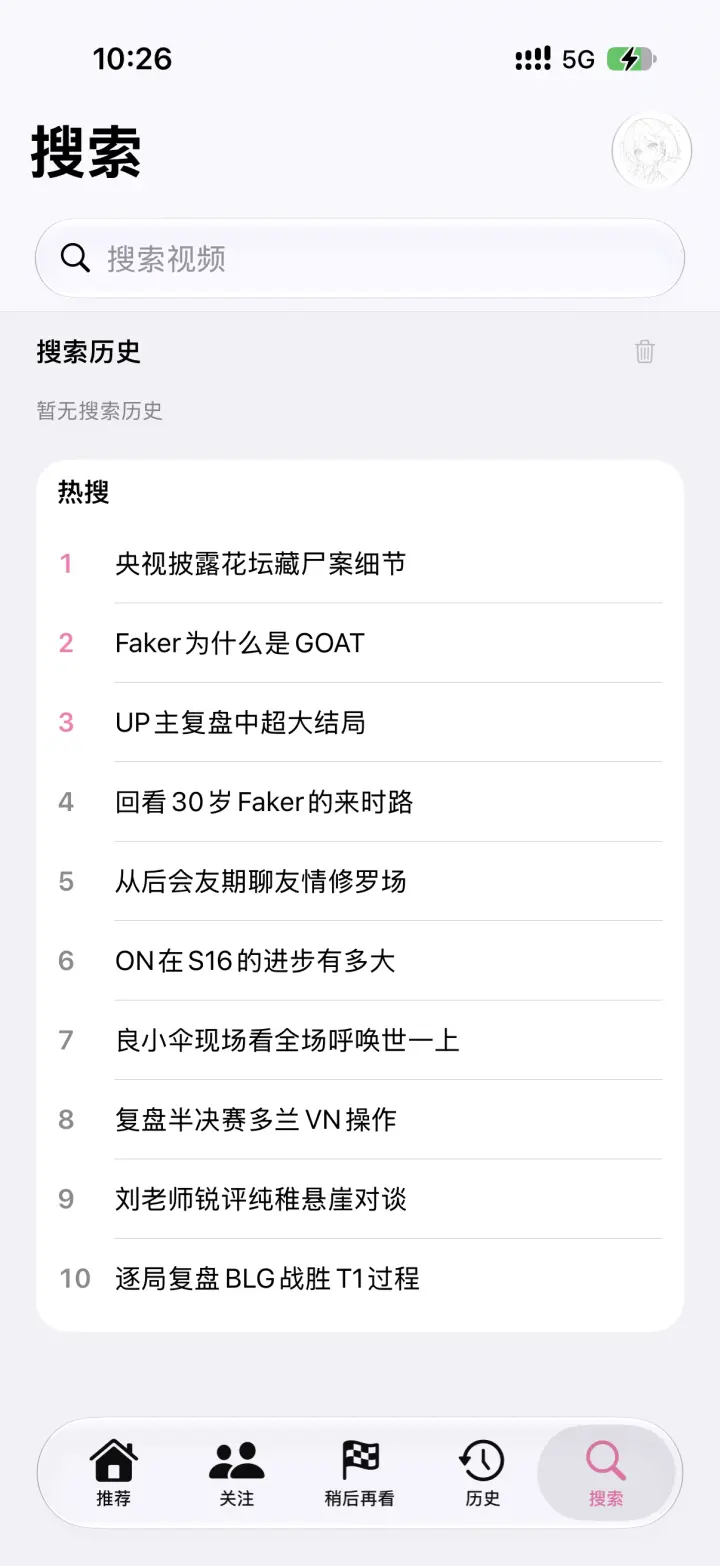 10:26
5G
搜索
搜索视频
搜索历史
暂无搜索历史
热搜
1 央视披露花坛藏尸案细节
2 Faker为什么是GOAT
3 UP主复盘中超大结局
4 回看30岁Faker的来时路
5 从后会友期聊友情修罗场
6 ON在S16的进步有多大
7 良小伞现场看全场呼唤世一上
8 复盘半决赛多兰VN操作
9 刘老师锐评纯稚悬崖对谈
10 逐局复盘BLG战胜T1过程
推荐 关注 稍后再看 历史 搜索